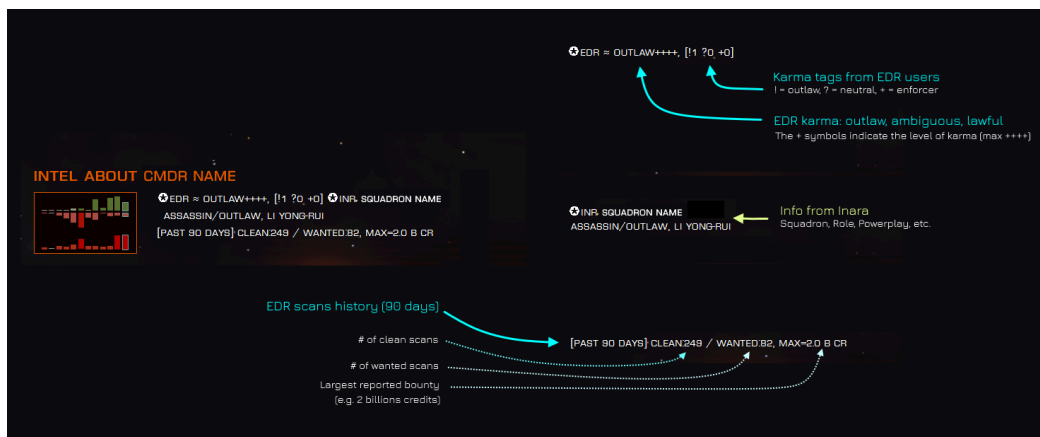 EDR ≈ OUTLAW++++, [!1 ?0, +0]
Karma tags from EDR users
! = outlaw, ? = neutral, + = enforcer
EDR karma: outlaw, ambiguous, lawful
The + symbols indicate the level of karma (max ++++)
INTEL ABOUT CMDR NAME
EDR ≈ OUTLAW++++, [!1 ?0, +0] INR: SQUADRON NAME
ASSASSIN/OUTLAW, LI YONG-RUI
[PAST 90 DAYS]: CLEAN:249 / WANTED:82, MAX=2.0 B CR
INR: SQUADRON NAME
ASSASSIN/OUTLAW, LI YONG-RUI
Info from Inara
Squadron, Role, Powerplay, etc.
EDR scans history (90 days)
# of clean scans
# of wanted scans
Largest reported bounty
(e.g. 2 billions credits)
[PAST 90 DAYS]: CLEAN:249 / WANTED:82, MAX=2.0 B CR